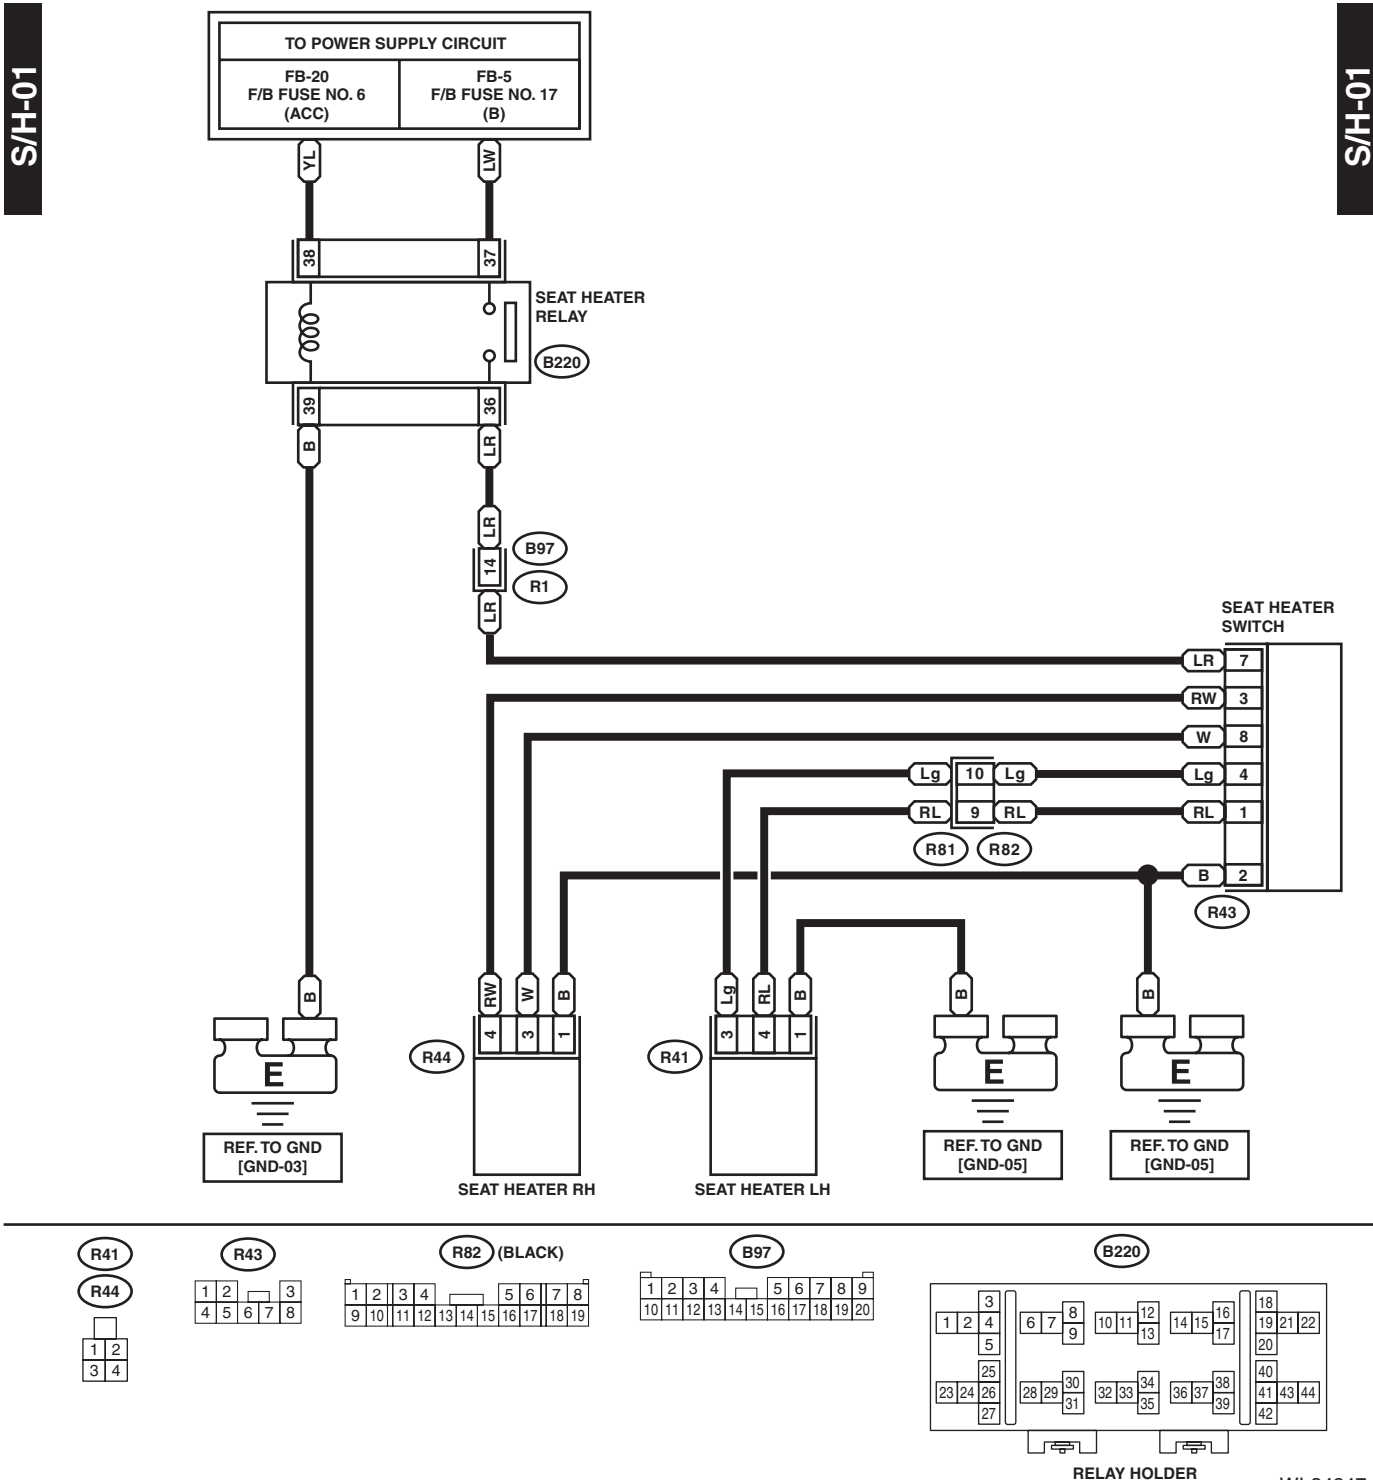 S/H-01
S/H-01
TO POWER SUPPLY CIRCUIT
FB-20
F/B FUSE NO. 6
(ACC)
FB-5
F/B FUSE NO. 17
(B)
YL
LW
38
37
SEAT HEATER
RELAY
B220
39
36
B
LR
LR
14
B97
R1
LR
SEAT HEATER
SWITCH
LR 7
RW 3
W 8
Lg 10 Lg Lg 4
RL 9 RL RL 1
R81 R82
B 2
R43
B
RW W B
Lg RL B
B
B
4 3 1
3 4 1
R44
R41
E
E
E
REF. TO GND
[GND-03]
REF. TO GND
[GND-05]
REF. TO GND
[GND-05]
SEAT HEATER RH
SEAT HEATER LH
R41
R44
1 2
3 4
R43
1 2 3
4 5 6 7 8
R82 (BLACK)
1 2 3 4 5 6 7 8
9 10 11 12 13 14 15 16 17 18 19
B97
1 2 3 4 5 6 7 8 9
10 11 12 13 14 15 16 17 18 19 20
B220
3 8 12 16 18
1 2 4 6 7 10 11 14 15 19 21 22
5 9 13 17 20
25 30 34 38 40
23 24 26 28 29 32 33 36 37 41 43 44
27 31 35 39 42
RELAY HOLDER